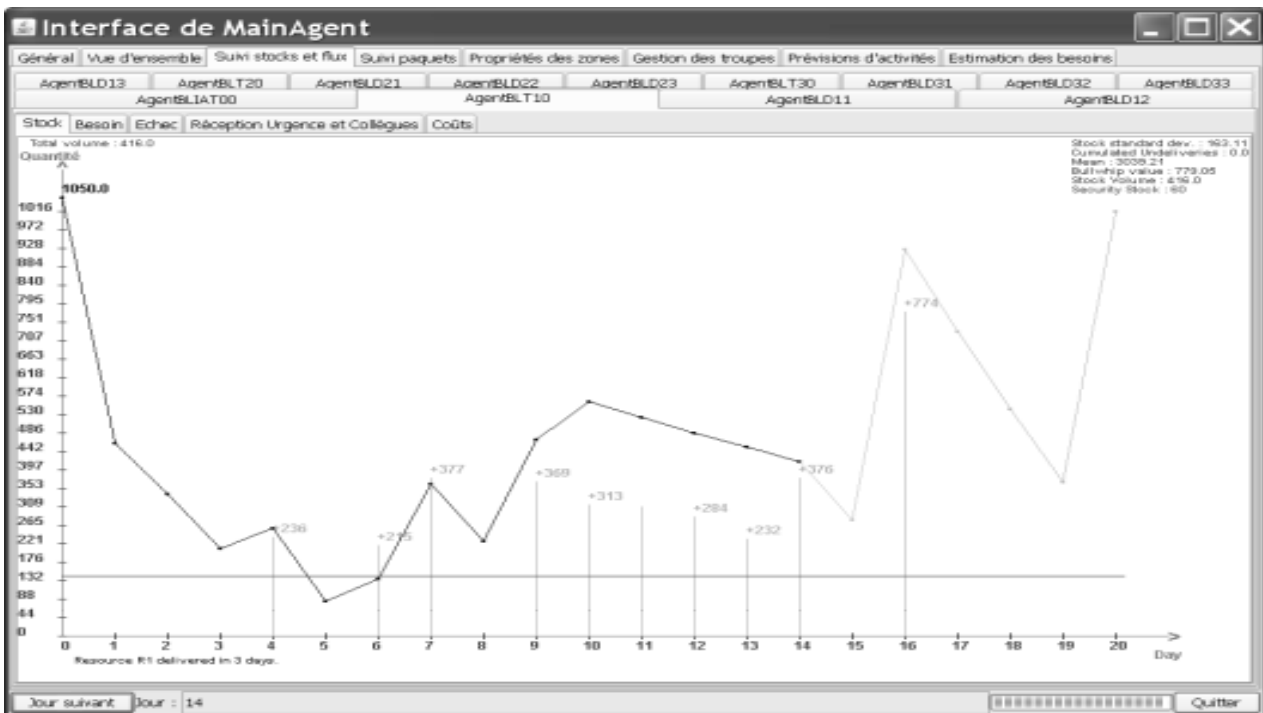 Interface de MainAgent
Général Vue d'ensemble Suivi stocks et flux Suivi paquets Propriétés des zones Gestion des troupes Prévisions d'activités Estimation des besoins
AgentBLD13 AgentBLT20 AgentBLD21 AgentBLD22 AgentBLD23 AgentBLT30 AgentBLD31 AgentBLD32 AgentBLD33
AgentBLIAT00 AgentBLT10 AgentBLD11 AgentBLD12
Stock Besoin Echec Réception Urgence et Collègues Coûts
Total volume : 416.0
Quantité
Stock standard dev. : 163.11
Cumulated Undeliveries : 0.0
Mean : 3039.21
Bullwhip value : 779.05
Stock Volume : 416.0
Security Stock : 60
1050.0
1016
972
928
884
840
795
+774
751
707
663
618
574
530
486
442
397
+377 +369 +376
353
+313
309
+284
265
+236 +215 +232
221
176
132
88
44
0
0 1 2 3 4 5 6 7 8 9 10 11 12 13 14 15 16 17 18 19 20
Day
Resource R1 delivered in 3 days.
Jour suivant Jour : 14 Quitter